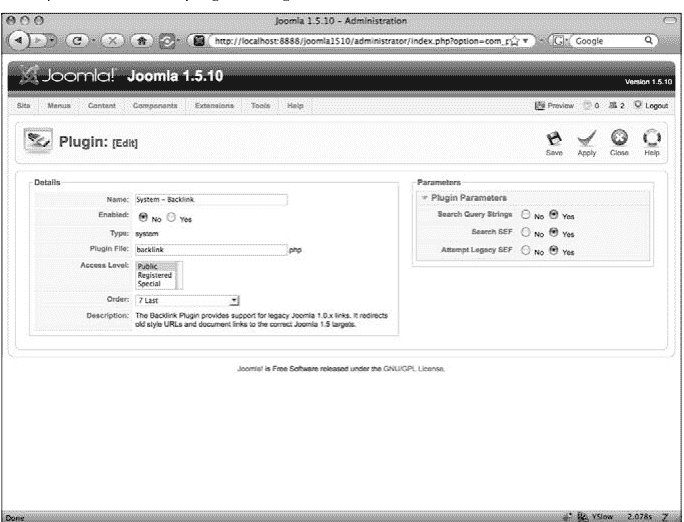 Joomla 1.5.10 - Administration
http://localhost:8888/joomla1510/administrator/index.php?option=com_p
Google
Joomla! Joomla 1.5.10
Version 1.5.10
Site Menus Content Components Extensions Tools Help
Preview 0 2 Logout
Plugin: [Edit]
Save Apply Close Help
Details
Name: System - Backlink
Enabled: No Yes
Type: system
Plugin File: backlink .php
Access Level: Public
Registered
Special
Order: 7 Last
Description: The Backlink Plugin provides support for legacy Joomla 1.0.x links. It redirects
old style URLs and document links to the correct Joomla 1.5 targets.
Parameters
Plugin Parameters
Search Query Strings No Yes
Search SEF No Yes
Attempt Legacy SEF No Yes
Joomla! is Free Software released under the GNU/GPL License.
Done
YSlow 2.078s